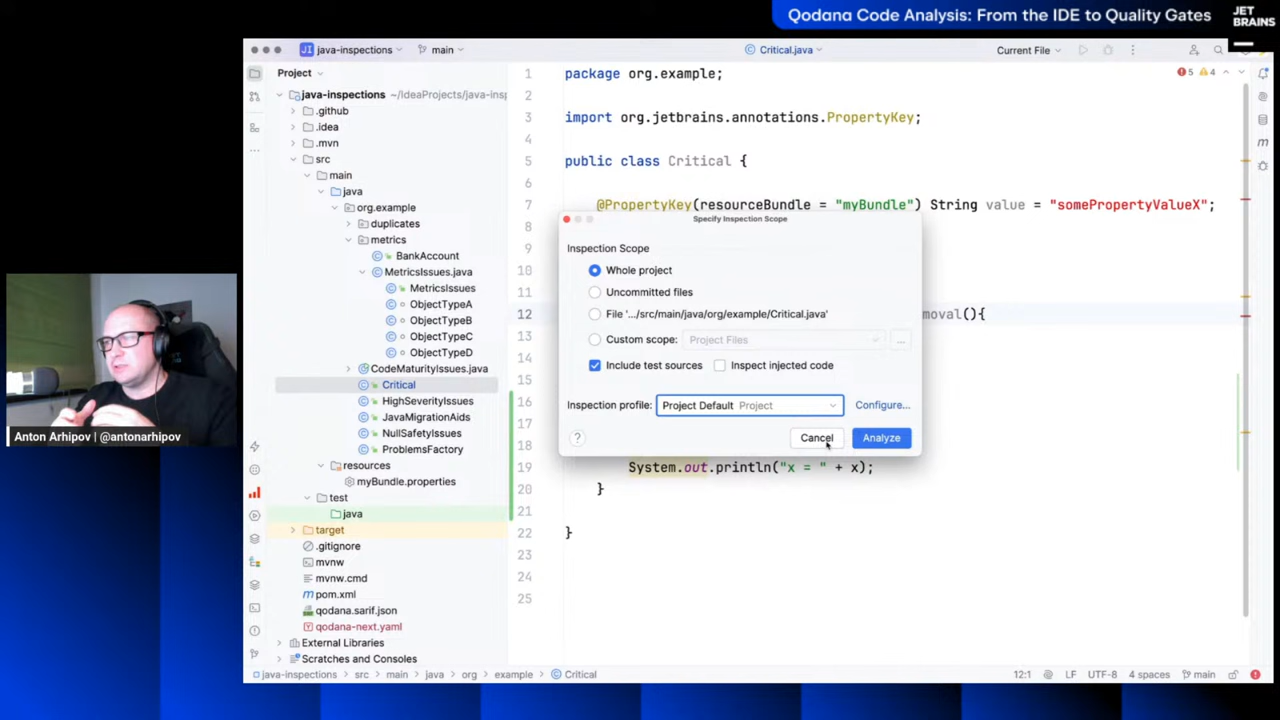 Qodana Code Analysis: From the IDE to Quality Gates
JET
BRAINS
JI java-inspections
main
Critical.java
Current File
Project
java-inspections ~/IdeaProjects/java-insp
.github
.idea
.mvn
src
main
java
org.example
duplicates
metrics
BankAccount
MetricsIssues.java
MetricsIssues
ObjectTypeA
ObjectTypeB
ObjectTypeC
ObjectTypeD
CodeMaturityIssues.java
Critical
HighSeverityIssues
JavaMigrationAids
NullSafetyIssues
ProblemsFactory
resources
myBundle.properties
test
java
target
.gitignore
mvnw
mvnw.cmd
pom.xml
qodana.sarif.json
qodana-next.yaml
External Libraries
Scratches and Consoles
5 4
1 package org.example;
2
3 import org.jetbrains.annotations.PropertyKey;
4
5 public class Critical {
6
7 @PropertyKey(resourceBundle = "myBundle") String value = "somePropertyValueX";
8
9
10
11
12 moval(){
13
14
15
16
17
18
19 System.out.println("x = " + x);
20 }
21
22 }
23
24
25
Specify Inspection Scope
Inspection Scope
Whole project
Uncommitted files
File '.../src/main/java/org/example/Critical.java'
Custom scope: Project Files ...
Include test sources Inspect injected code
Inspection profile: Project Default Project Configure...
? Cancel Analyze
Anton Arhipov | @antonarhipov
java-inspections > src > main > java > org > example > Critical
12:1 LF UTF-8 4 spaces main